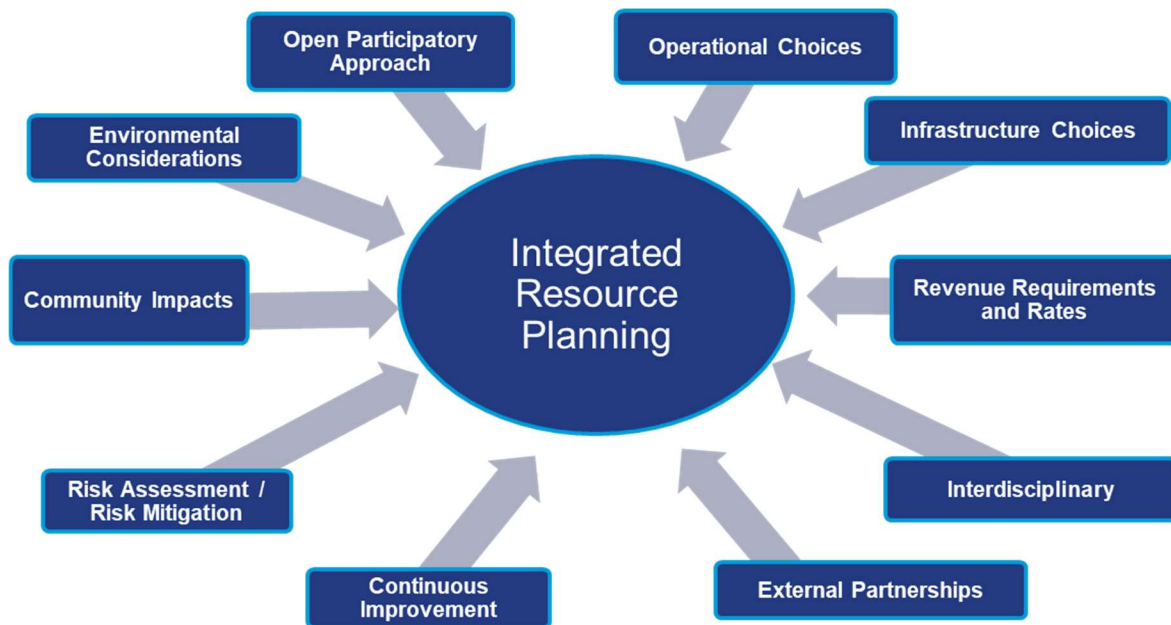 Open Participatory
Approach
Operational Choices
Environmental
Considerations
Infrastructure Choices
Integrated
Resource
Planning
Community Impacts
Revenue Requirements
and Rates
Risk Assessment /
Risk Mitigation
Interdisciplinary
Continuous
Improvement
External Partnerships